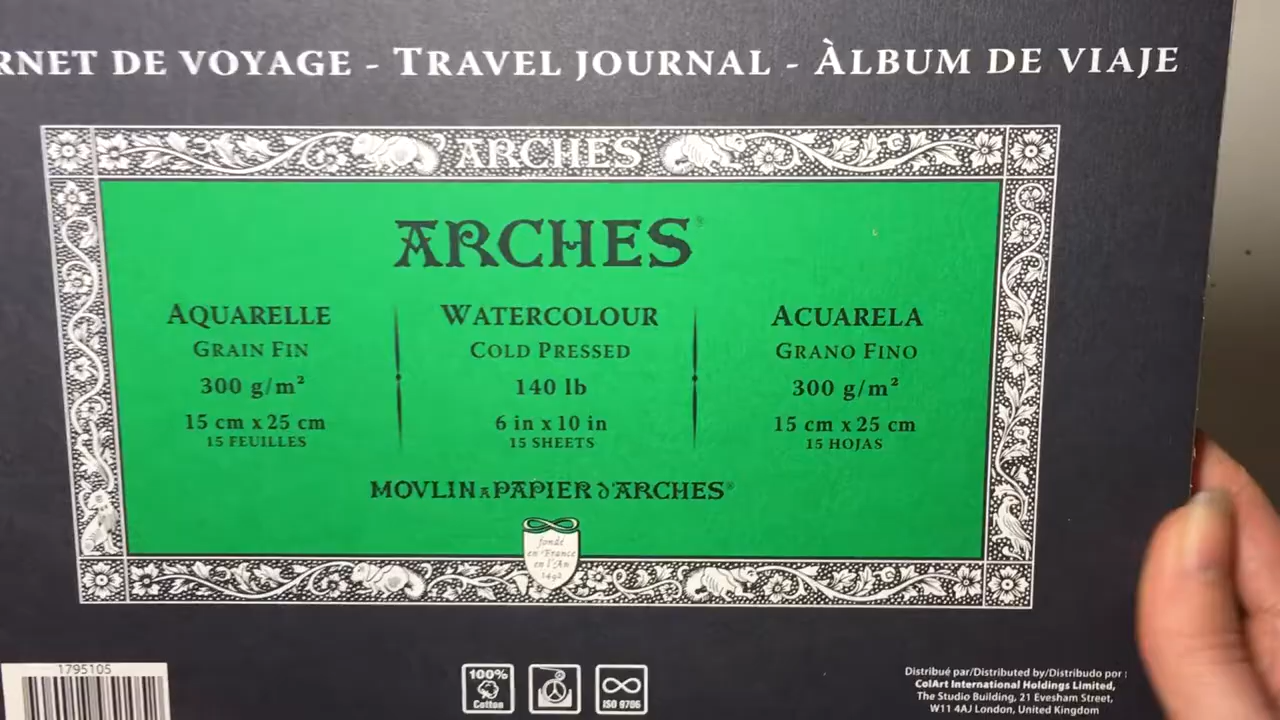 RNET DE VOYAGE - TRAVEL JOURNAL - ÀLBUM DE VIAJE
ARCHES
ARCHES®
AQUARELLE
GRAIN FIN
300 g/m²
15 cm x 25 cm
15 FEUILLES
WATERCOLOUR
COLD PRESSED
140 lb
6 in x 10 in
15 SHEETS
ACUARELA
GRANO FINO
300 g/m²
15 cm x 25 cm
15 HOJAS
MOVLIN A PAPIER D'ARCHES®
fondé
en France
en l'An
1492
1795105
100%
Cotton
ISO 9706
Distribué par/Distributed by/Distribudo por :
ColArt International Holdings Limited,
The Studio Building, 21 Evesham Street,
W11 4AJ London, United Kingdom